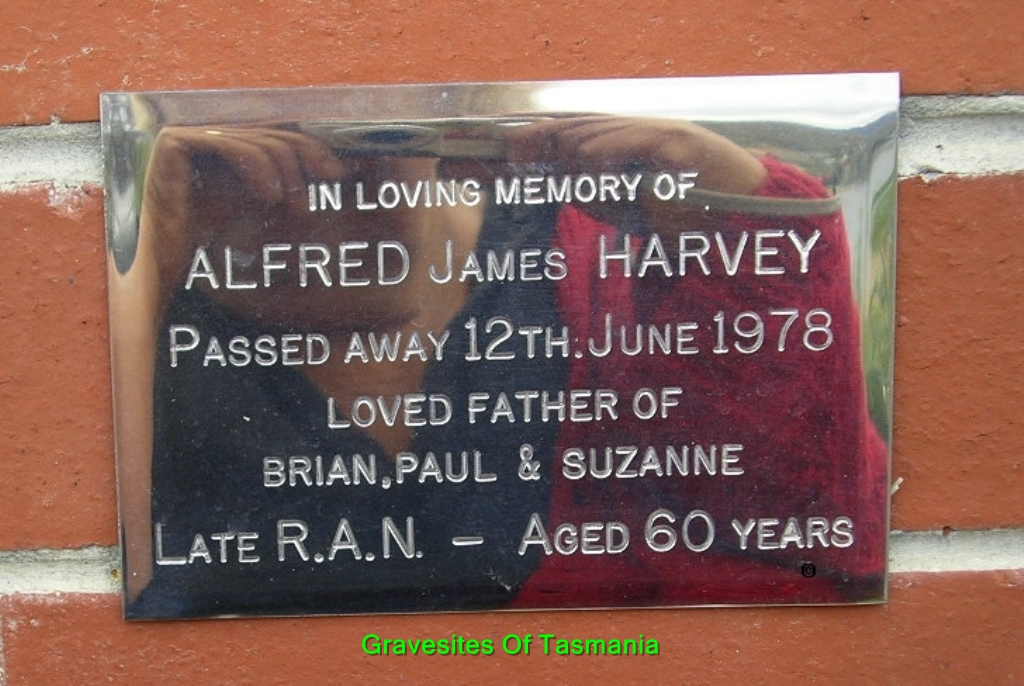 IN LOVING MEMORY OF
ALFRED JAMES HARVEY
PASSED AWAY 12TH. JUNE 1978
LOVED FATHER OF
BRIAN, PAUL & SUZANNE
LATE R.A.N. – AGED 60 YEARS
©
Gravesites Of Tasmania